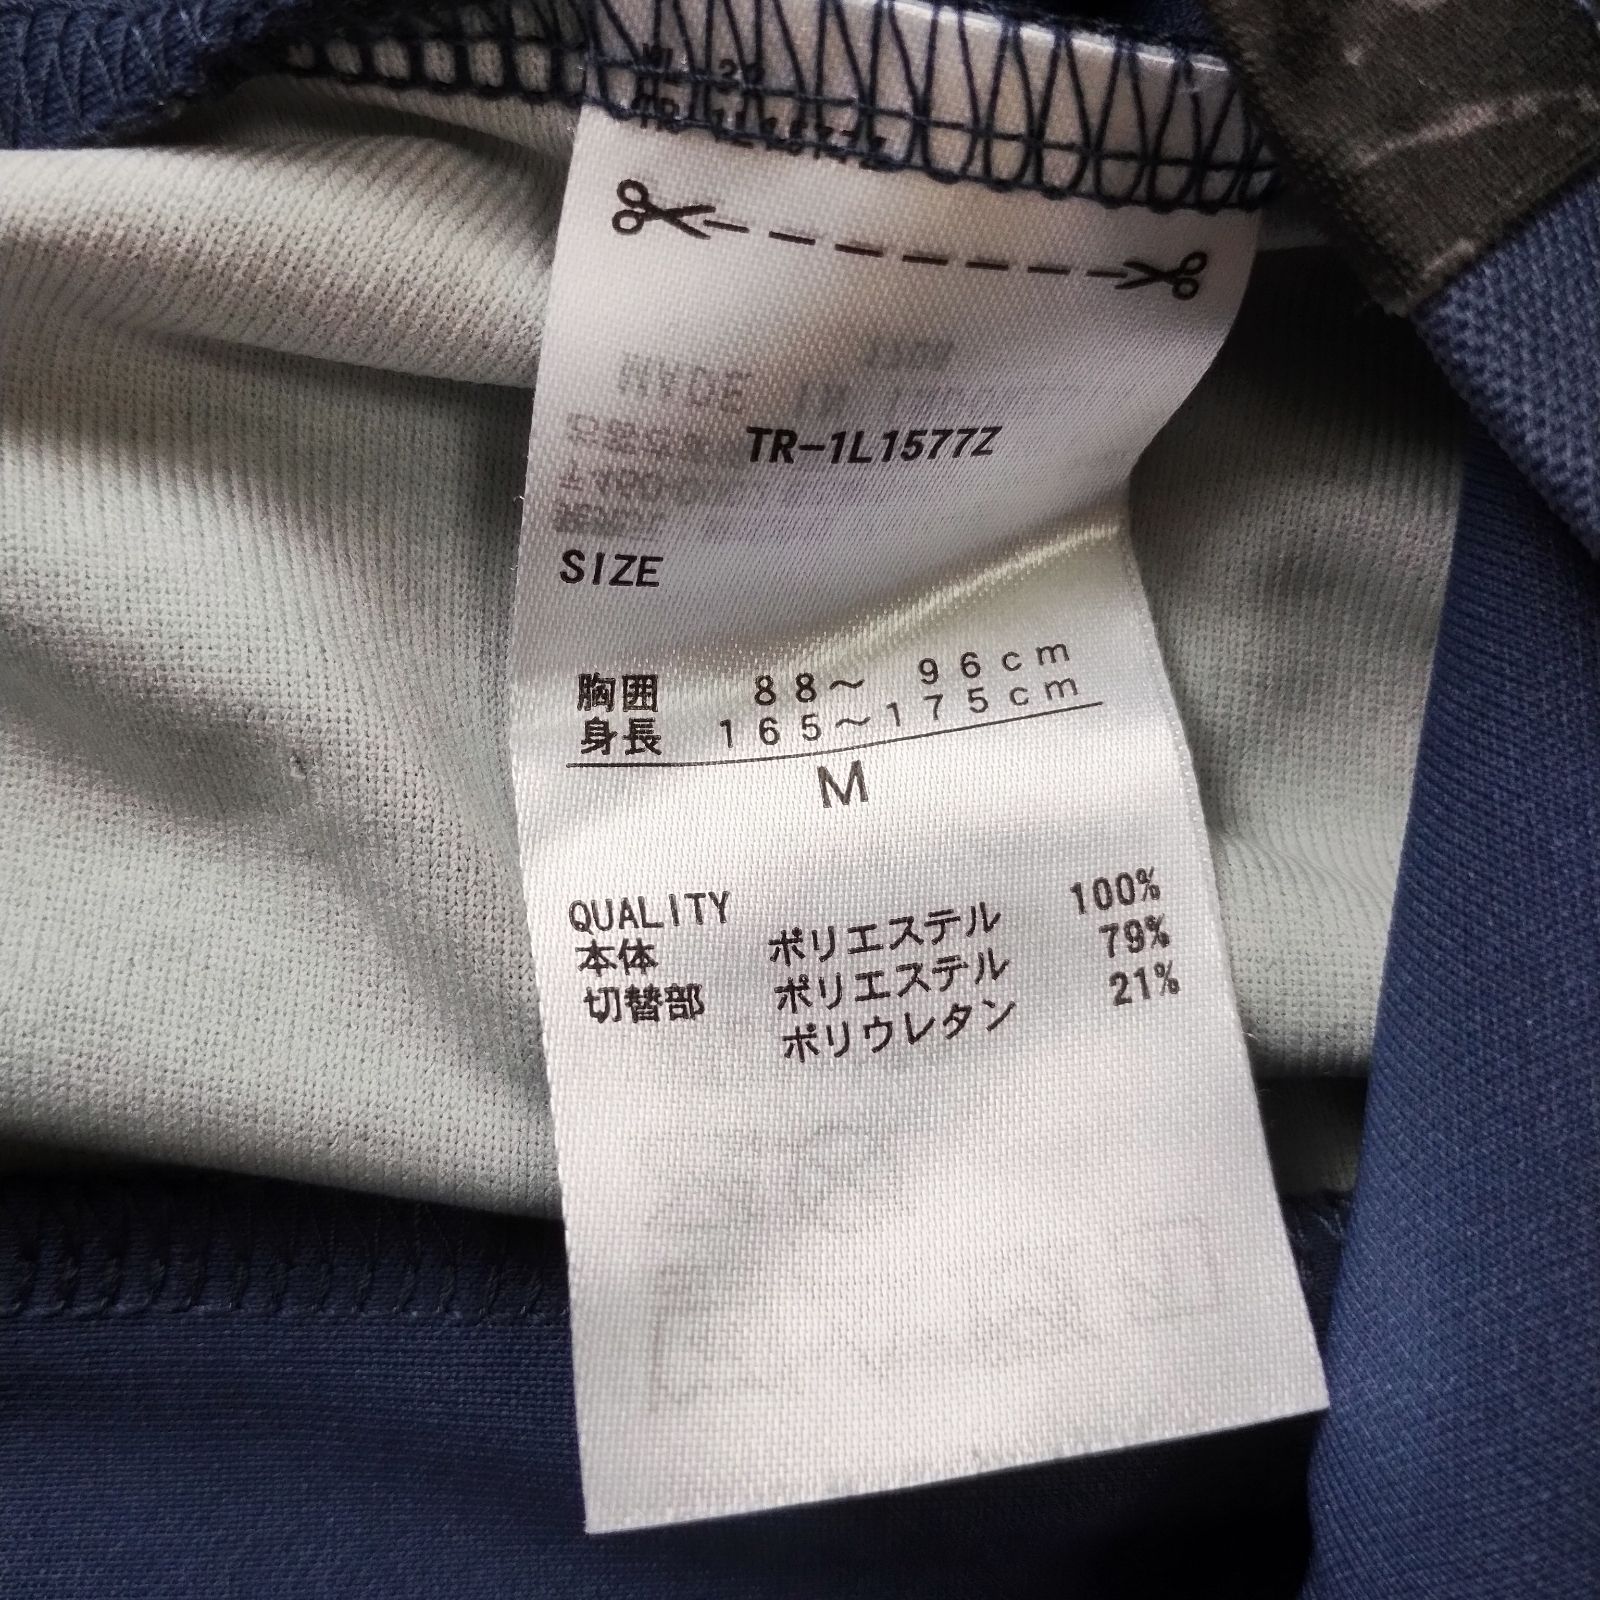 TR-1L1577Z
SIZE
胸囲 88～ 96cm
身長 165～175cm
M
QUALITY
本体 ポリエステル 100%
切替部 ポリエステル 79%
ポリウレタン 21%